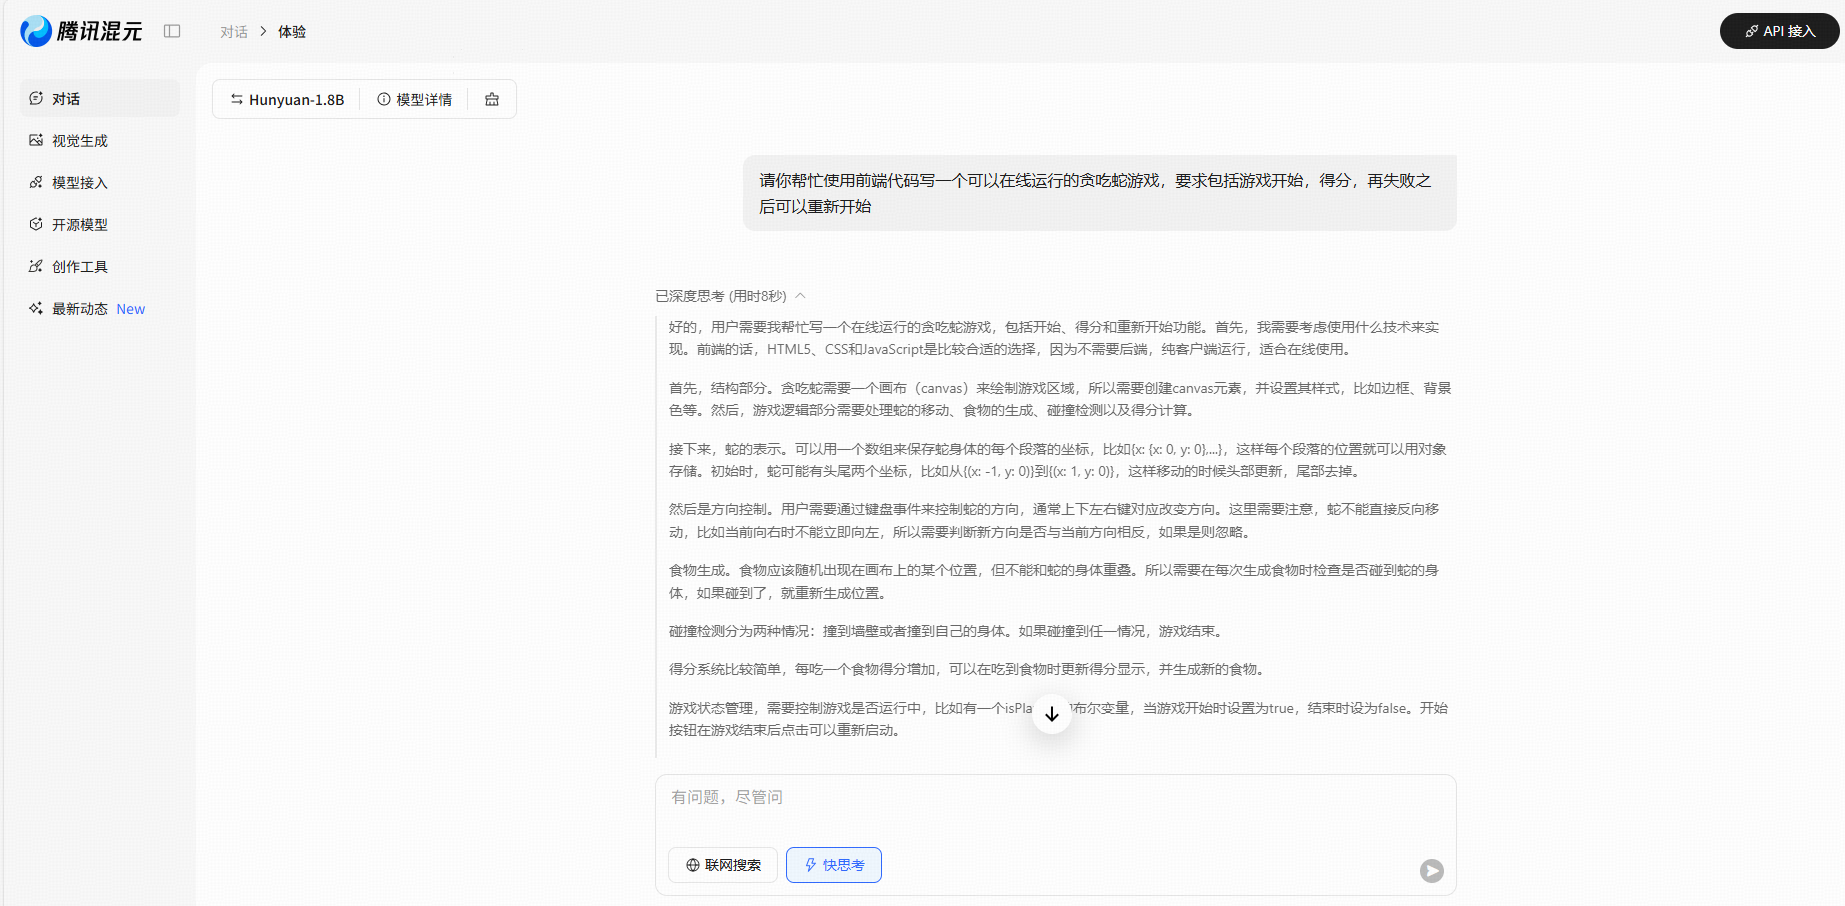 腾讯混元
对话 > 体验
API 接入
对话
视觉生成
模型接入
开源模型
创作工具
最新动态 New
Hunyuan-1.8B
模型详情
请你帮忙使用前端代码写一个可以在线运行的贪吃蛇游戏，要求包括游戏开始，得分，再失败之
后可以重新开始
已深度思考 (用时8秒)
好的，用户需要我帮忙写一个在线运行的贪吃蛇游戏，包括开始、得分和重新开始功能。首先，我需要考虑使用什么技术来实
现。前端的话，HTML5、CSS和JavaScript是比较合适的选择，因为不需要后端，纯客户端运行，适合在线使用。
首先，结构部分。贪吃蛇需要一个画布（canvas）来绘制游戏区域，所以需要创建canvas元素，并设置其样式，比如边框、背景
色等。然后，游戏逻辑部分需要处理蛇的移动、食物的生成、碰撞检测以及得分计算。
接下来，蛇的表示。可以用一个数组来保存蛇身体的每个段落的坐标，比如{x: {x: 0, y: 0},...}，这样每个段落的位置就可以用对象
存储。初始时，蛇可能有头尾两个坐标，比如从{(x: -1, y: 0)}到{(x: 1, y: 0)}，这样移动的时候头部更新，尾部去掉。
然后是方向控制。用户需要通过键盘事件来控制蛇的方向，通常上下左右键对应改变方向。这里需要注意，蛇不能直接反向移
动，比如当前向右时不能立即向左，所以需要判断新方向是否与当前方向相反，如果是则忽略。
食物生成。食物应该随机出现在画布上的某个位置，但不能和蛇的身体重叠。所以需要在每次生成食物时检查是否碰到蛇的身
体，如果碰到了，就重新生成位置。
碰撞检测分为两种情况：撞到墙壁或者撞到自己的身体。如果碰撞到任一情况，游戏结束。
得分系统比较简单，每吃一个食物得分增加，可以在吃到食物时更新得分显示，并生成新的食物。
游戏状态管理，需要控制游戏是否运行中，比如有一个isPla 布尔变量，当游戏开始时设置为true，结束时设为false。开始
按钮在游戏结束后点击可以重新启动。
有问题，尽管问
联网搜索
快思考